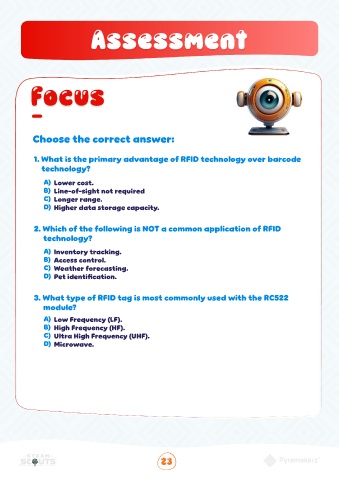 Assessment
Focus
Choose the correct answer:
1. What is the primary advantage of RFID technology over barcode
technology?
A) Lower cost.
B) Line-of-sight not required
C) Longer range.
D) Higher data storage capacity.
2. Which of the following is NOT a common application of RFID
technology?
A) Inventory tracking.
B) Access control.
C) Weather forecasting.
D) Pet identification.
3. What type of RFID tag is most commonly used with the RC522
module?
A) Low Frequency (LF).
B) High Frequency (HF).
C) Ultra High Frequency (UHF).
D) Microwave.
SCOUTS
23